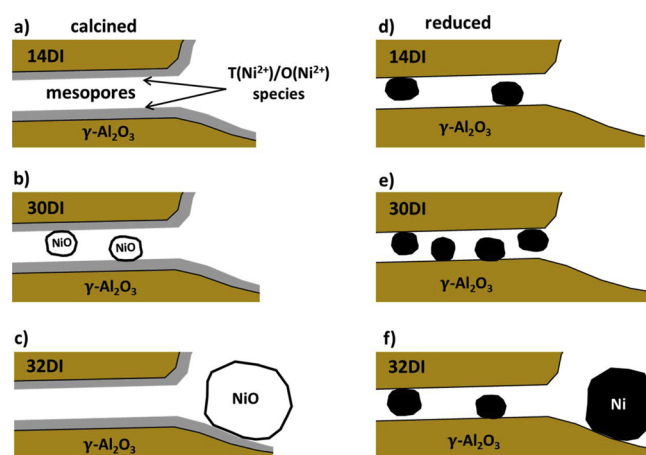 calcined
reduced
a)
14DI
mesopores
T(Ni²⁺)/O(Ni²⁺)
species
γ-Al₂O₃
d)
14DI
γ-Al₂O₃
b)
30DI
NiO
NiO
γ-Al₂O₃
e)
30DI
γ-Al₂O₃
c)
32DI
NiO
γ-Al₂O₃
f)
32DI
Ni
γ-Al₂O₃